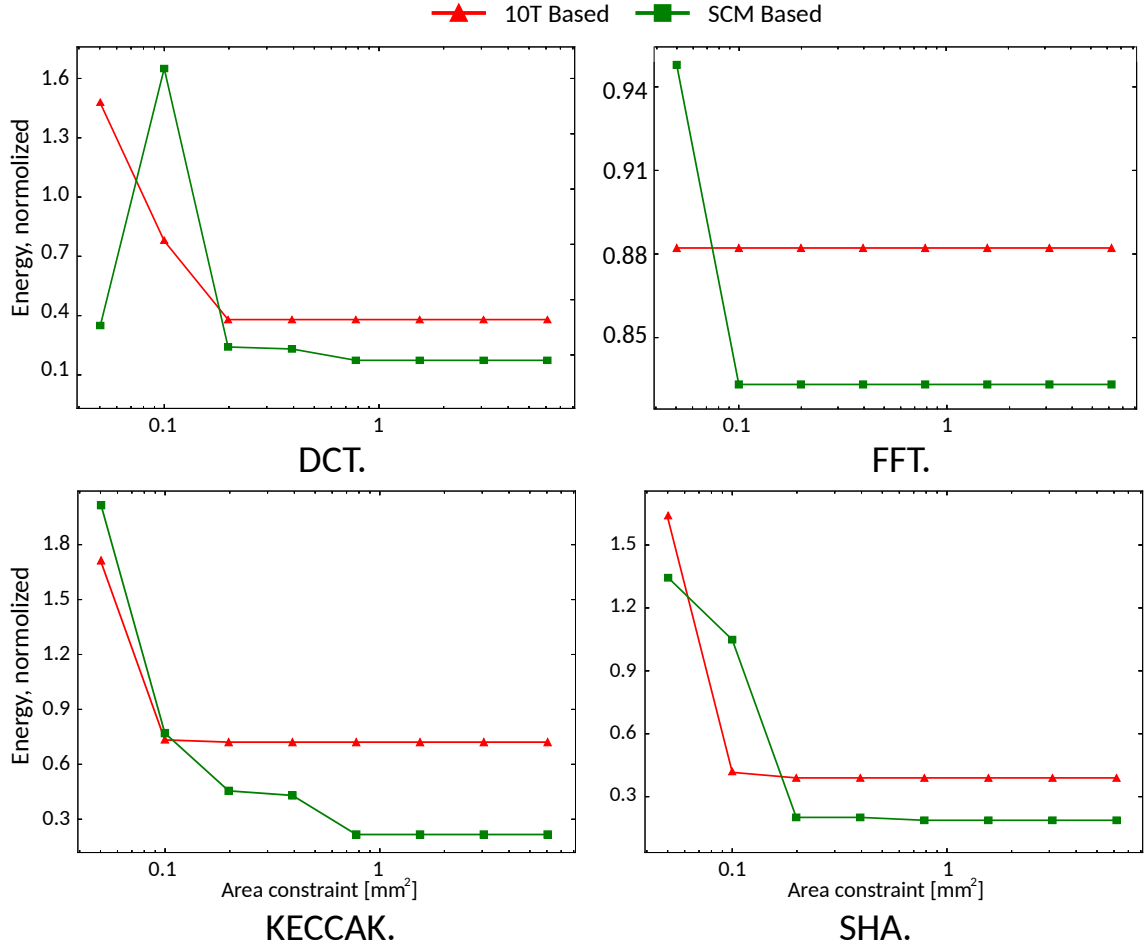 10T Based SCM Based
Energy, normolized
1.6
1.3
1.0
0.7
0.4
0.1
0.1 1
DCT.
0.94
0.91
0.88
0.85
0.1 1
FFT.
Energy, normolized
1.8
1.5
1.2
0.9
0.6
0.3
0.1 1
Area constraint [mm²]
KECCAK.
1.5
1.2
0.9
0.6
0.3
0.1 1
Area constraint [mm²]
SHA.